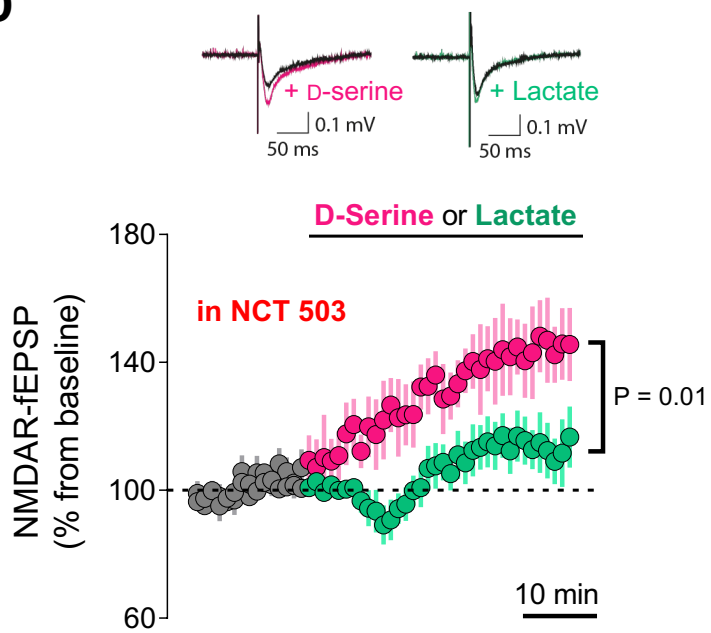 + D-serine
+ Lactate
0.1 mV
50 ms
0.1 mV
50 ms
D-Serine or Lactate
180
in NCT 503
140
100
60
NMDAR-fEPSP
(% from baseline)
P = 0.01
10 min